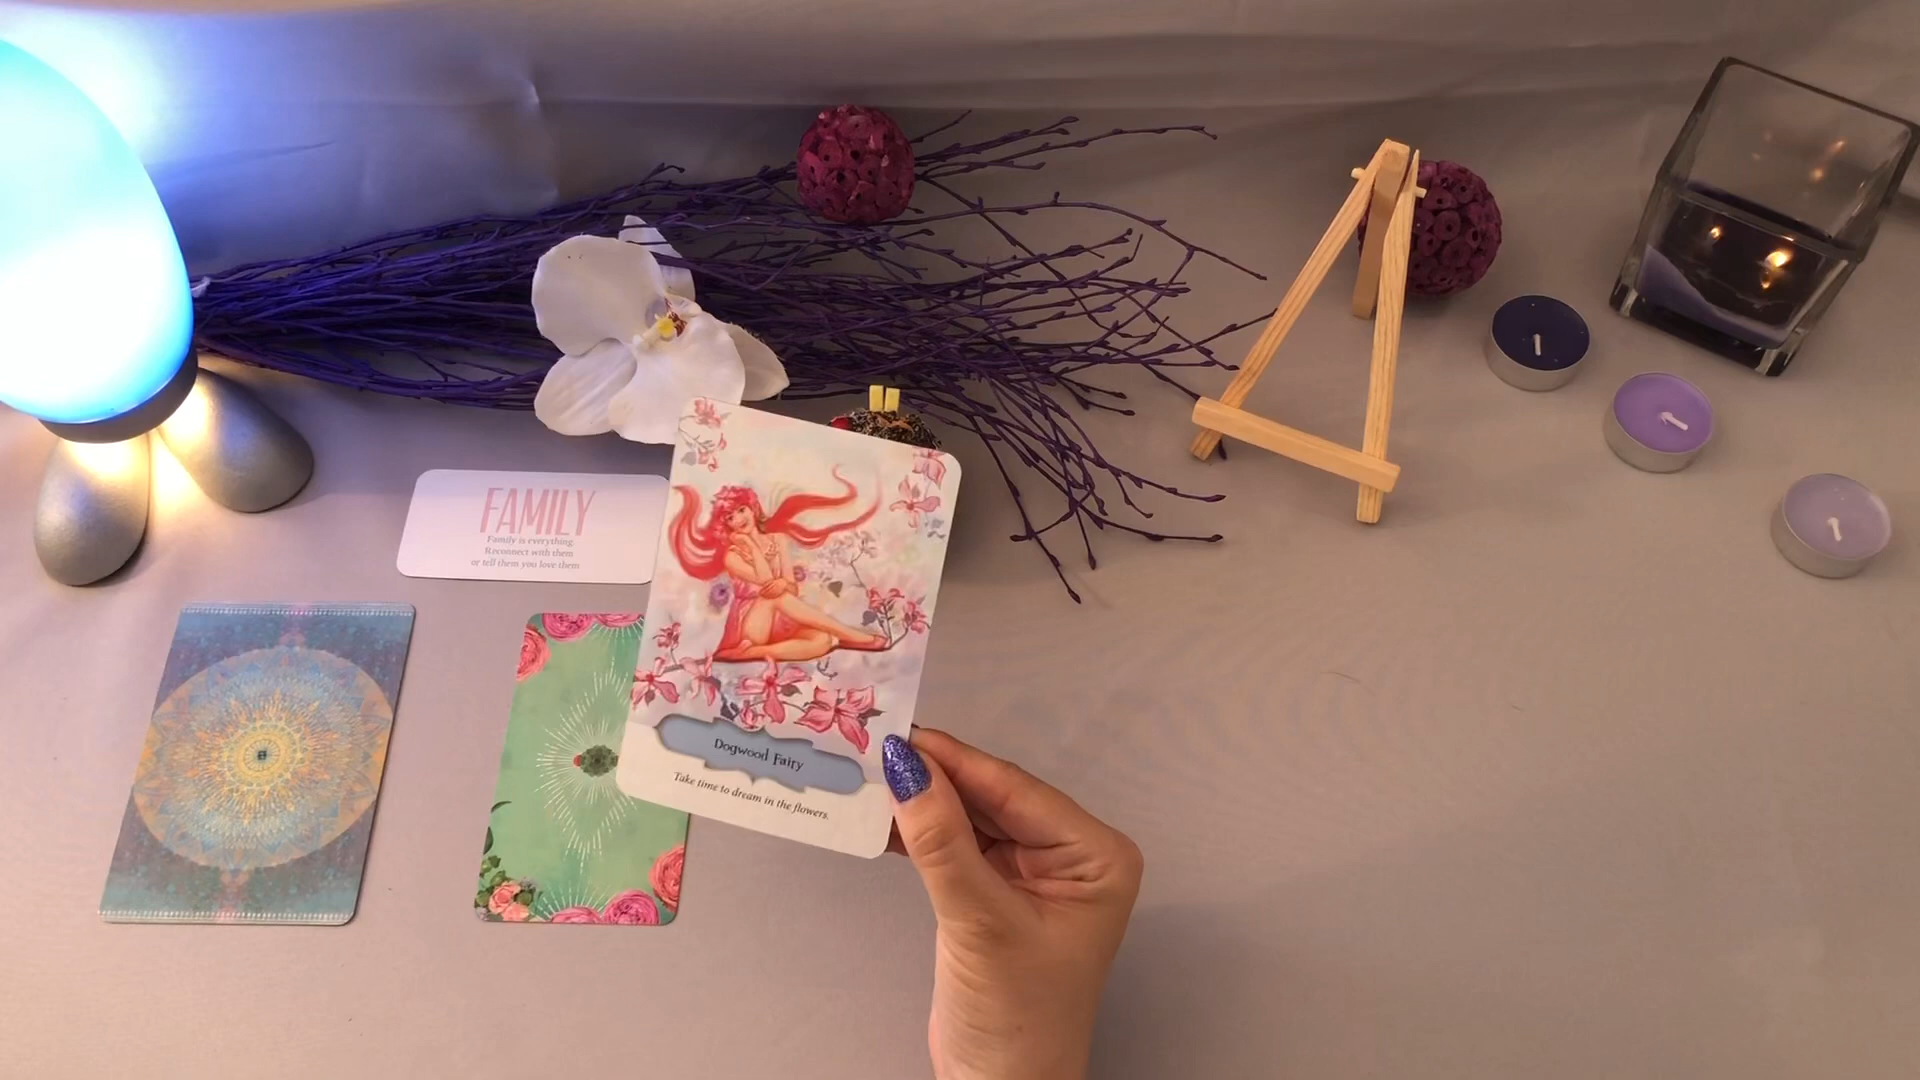 FAMILY
Family is everything
Reconnect with them
or tell them you love them
Dogwood Fairy
Take time to dream in the flowers.